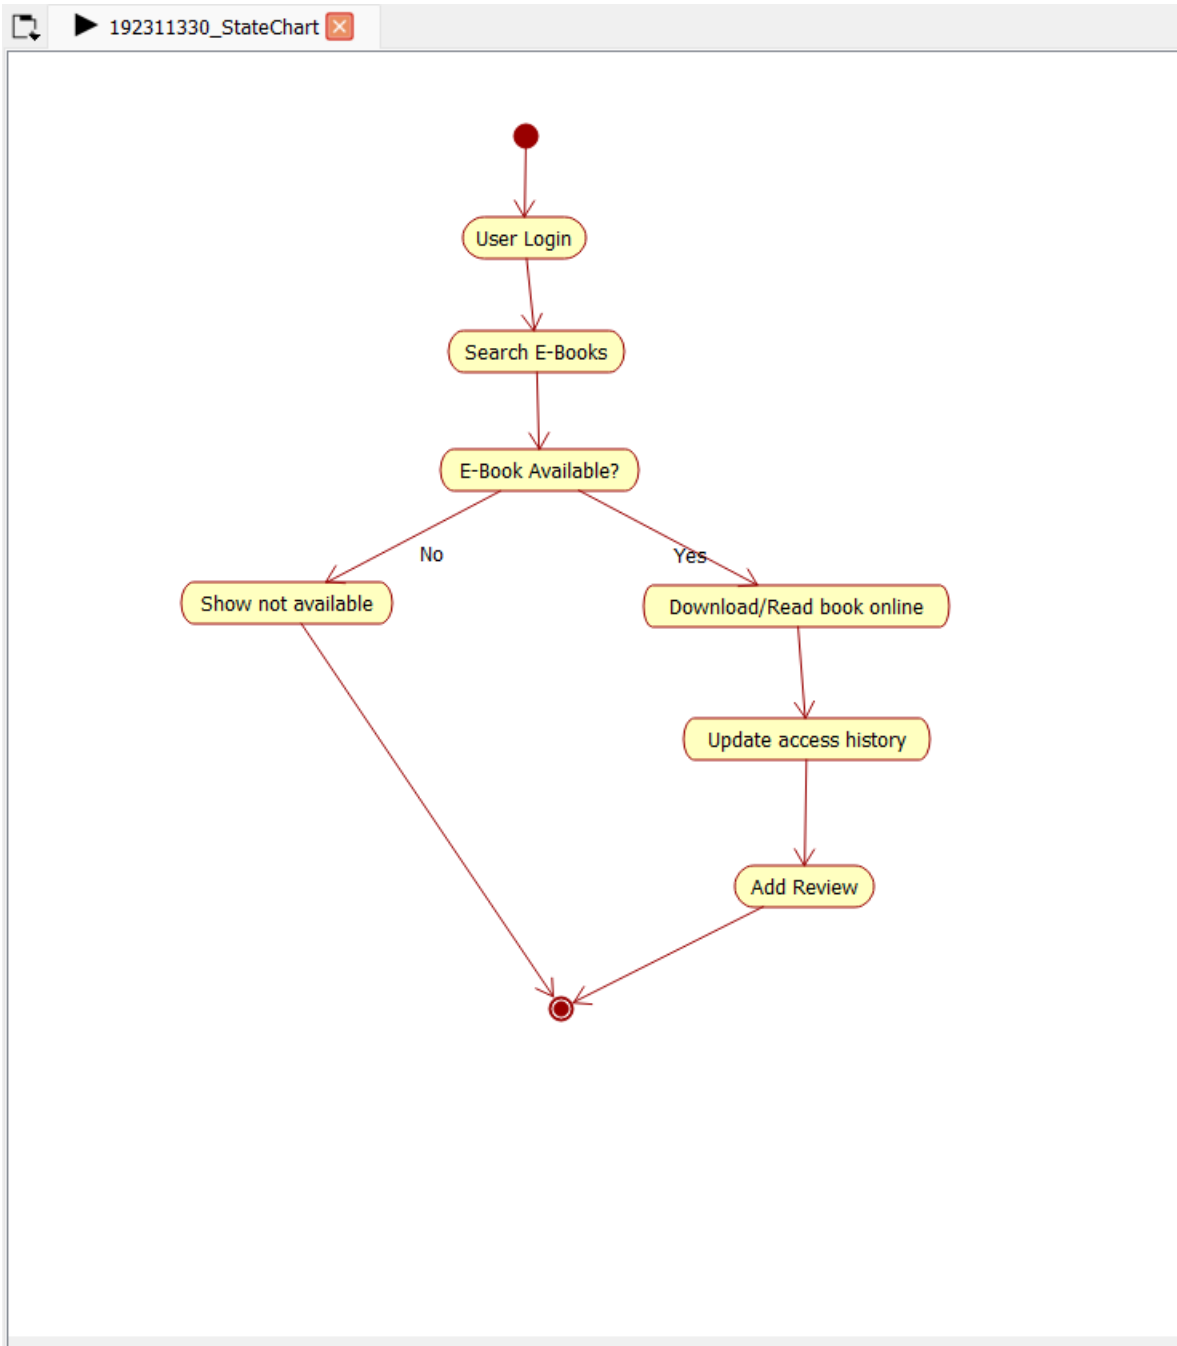 192311330_StateChart
User Login
Search E-Books
E-Book Available?
No
Yes
Show not available
Download/Read book online
Update access history
Add Review